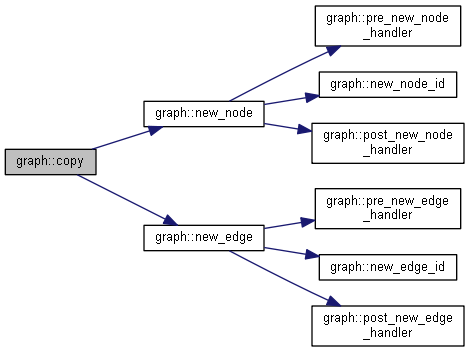 graph::pre_new_node
_handler
graph::new_node_id
graph::new_node
graph::post_new_node
_handler
graph::copy
graph::pre_new_edge
_handler
graph::new_edge
graph::new_edge_id
graph::post_new_edge
_handler